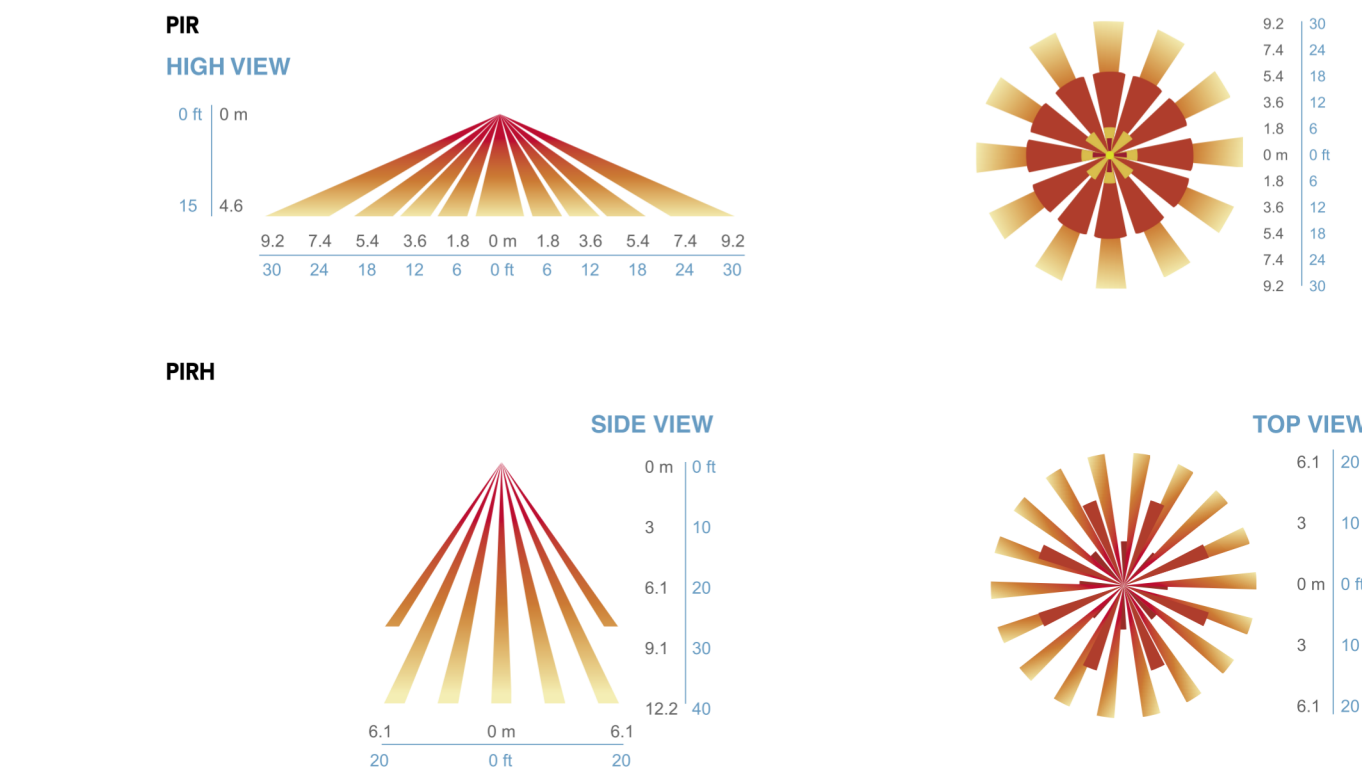 PIR
HIGH VIEW
0 ft 0 m
15 4.6
9.2 7.4 5.4 3.6 1.8 0 m 1.8 3.6 5.4 7.4 9.2
30 24 18 12 6 0 ft 6 12 18 24 30
9.2 30
7.4 24
5.4 18
3.6 12
1.8 6
0 m 0 ft
1.8 6
3.6 12
5.4 18
7.4 24
9.2 30
PIRH
SIDE VIEW
0 m 0 ft
3 10
6.1 20
9.1 30
12.2 40
6.1 0 m 6.1
20 0 ft 20
TOP VIEW
6.1 20
3 10
0 m 0 ft
3 10
6.1 20